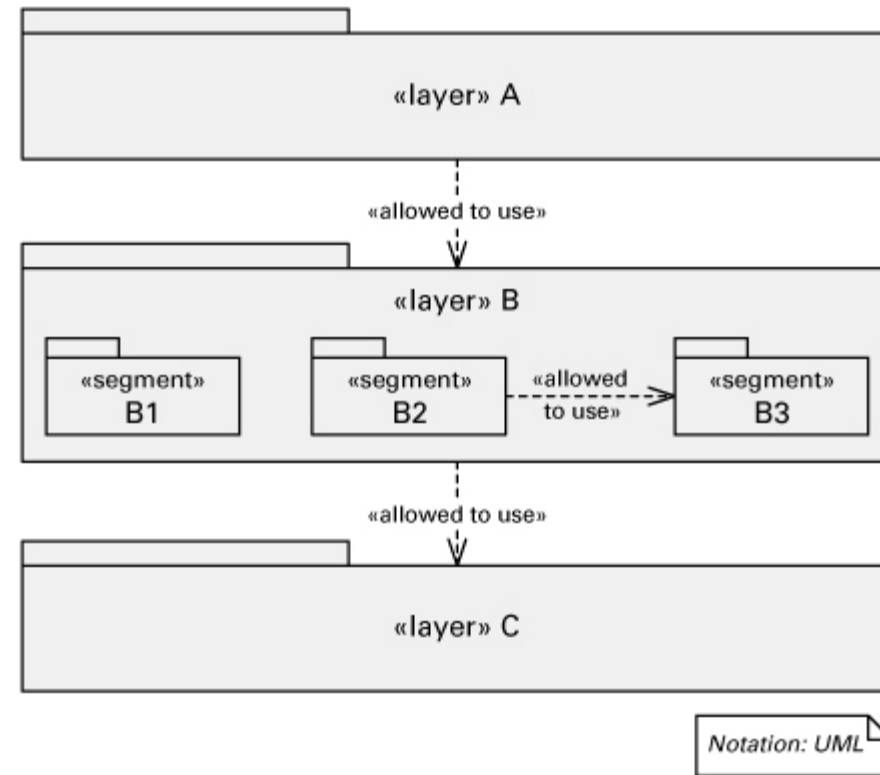 «layer» A
«allowed to use»
«layer» B
«segment»
B1
«segment»
B2
«allowed
to use»
«segment»
B3
«allowed to use»
«layer» C
Notation: UML